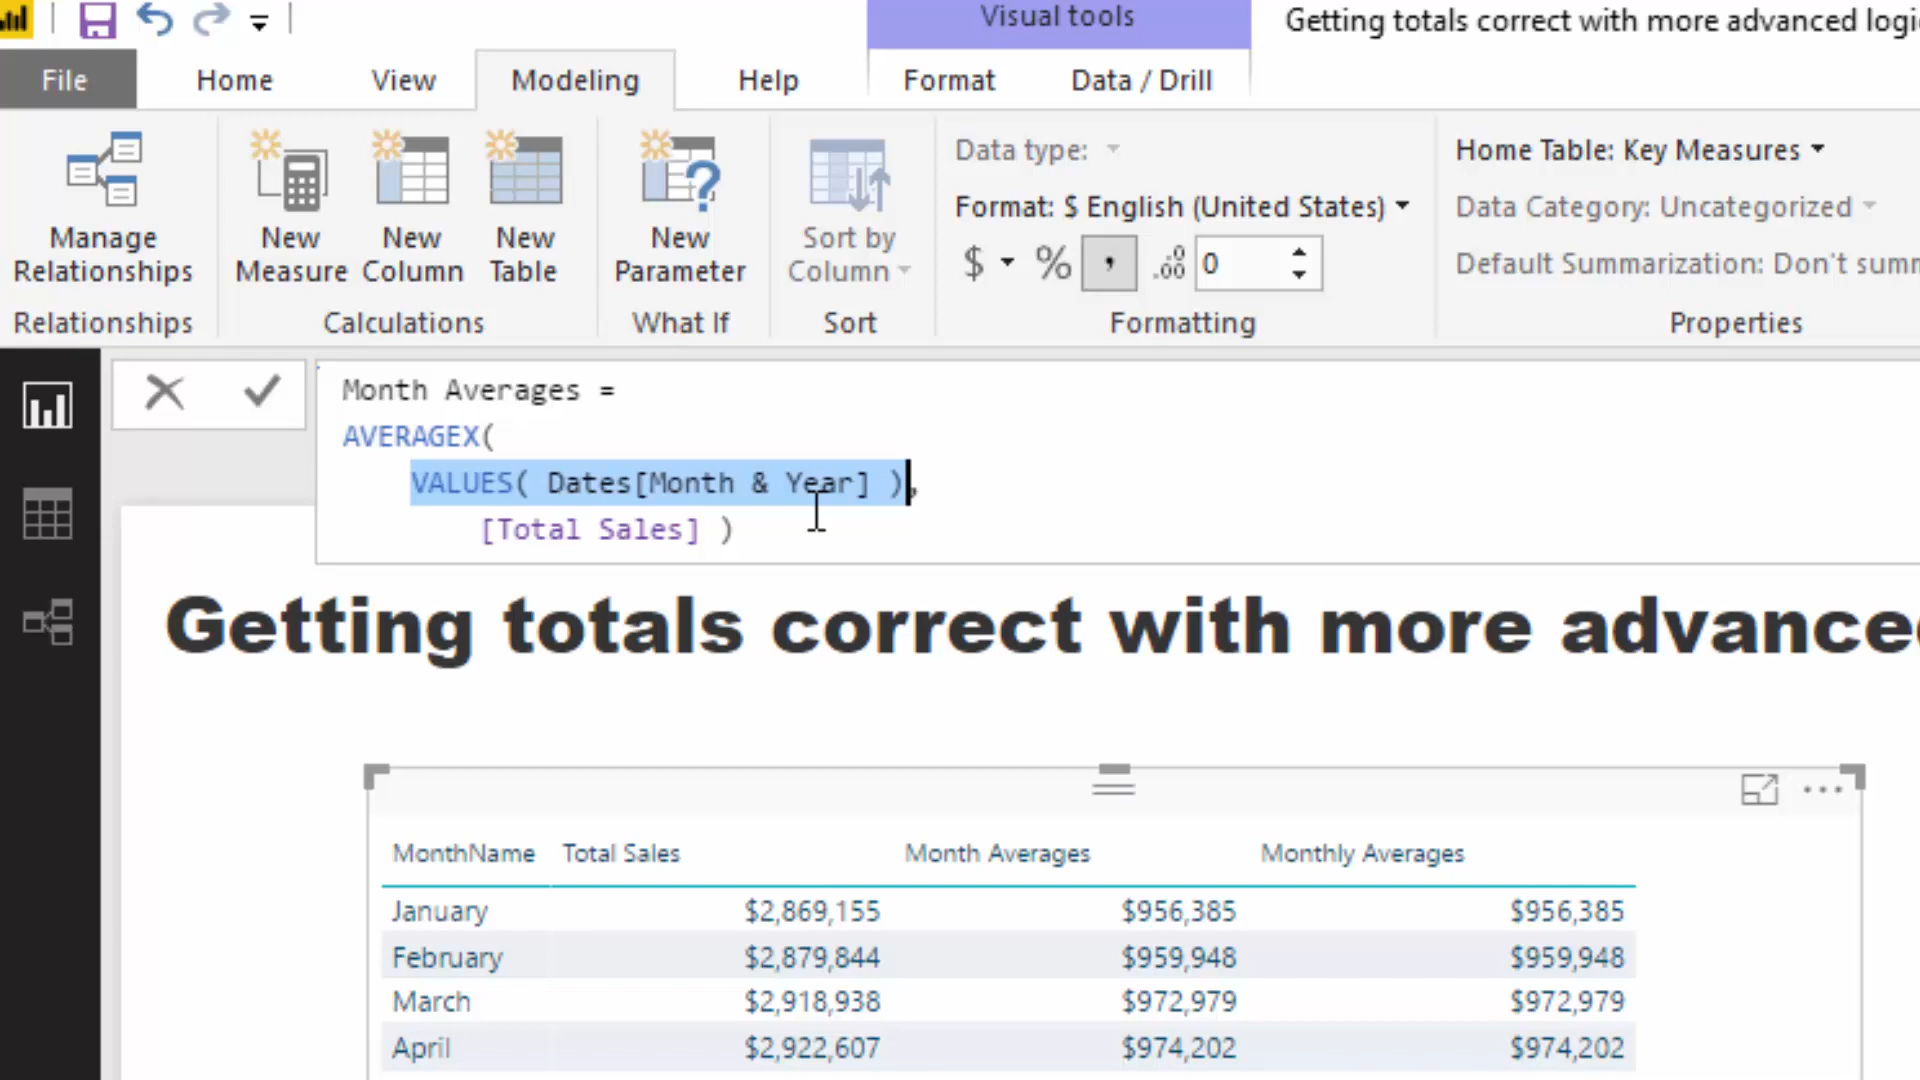 Visual tools
Getting totals correct with more advanced logi
File Home View Modeling Help Format Data / Drill
Manage Relationships
New Measure
New Column
New Table
New Parameter
Sort by Column
Data type:
Format: $ English (United States)
$ % , .00 0
Home Table: Key Measures
Data Category: Uncategorized
Default Summarization: Don't summ
Relationships Calculations What If Sort Formatting Properties
Month Averages =
AVERAGEX(
VALUES( Dates[Month & Year] ),
[Total Sales] )
Getting totals correct with more advanced
MonthName Total Sales Month Averages Monthly Averages
January $2,869,155 $956,385 $956,385
February $2,879,844 $959,948 $959,948
March $2,918,938 $972,979 $972,979
April $2,922,607 $974,202 $974,202